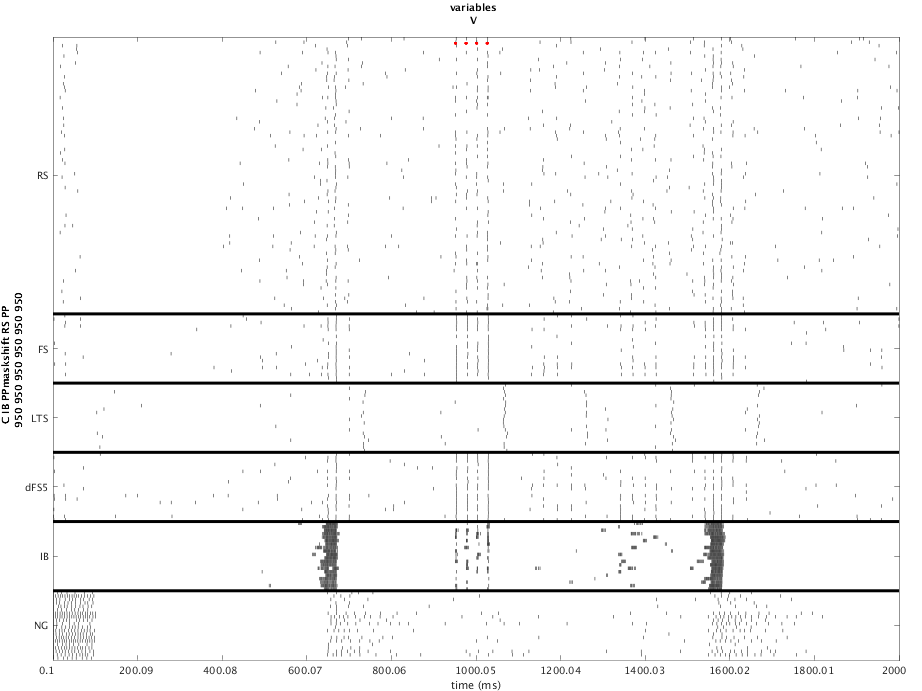 variables
V
C IB PPmaskshift RS PP
950 950 950 950 950 950 950
RS
FS
LTS
dFS5
IB
NG
0.1 200.09 400.08 600.07 800.06 1000.05 1200.04 1400.03 1600.02 1800.01 2000
time (ms)